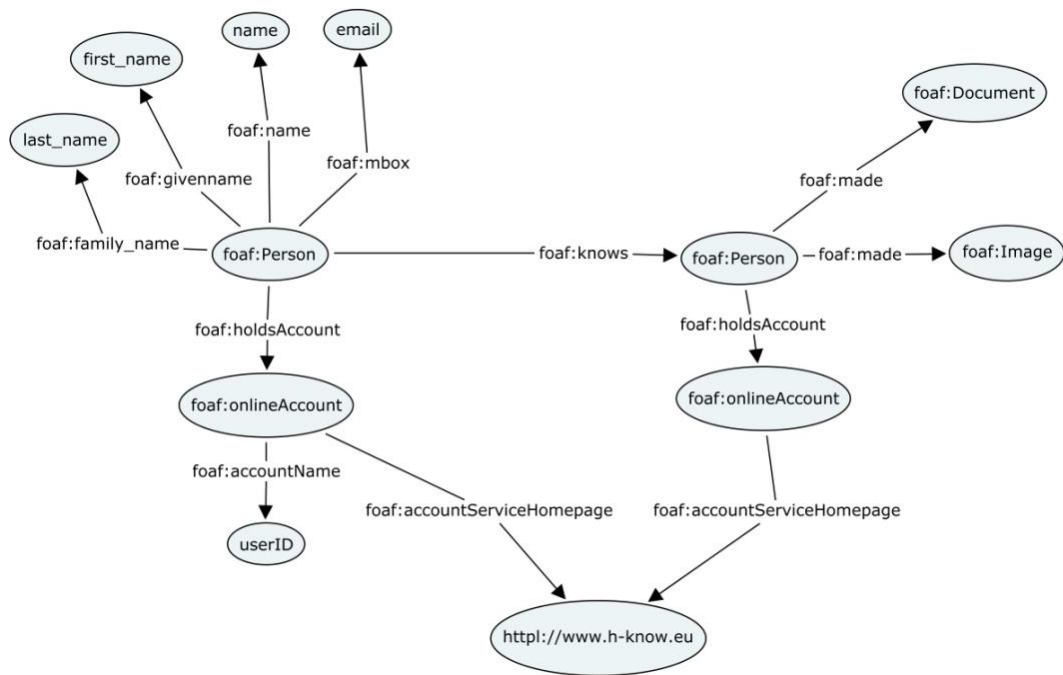 name
email
first_name
foaf:Document
last_name
foaf:name
foaf:mbox
foaf:givenname
foaf:made
foaf:family_name
foaf:Person
foaf:knows
foaf:Person
foaf:made
foaf:Image
foaf:holdsAccount
foaf:holdsAccount
foaf:onlineAccount
foaf:onlineAccount
foaf:accountName
foaf:accountServiceHomepage
foaf:accountServiceHomepage
userID
httpl://www.h-know.eu